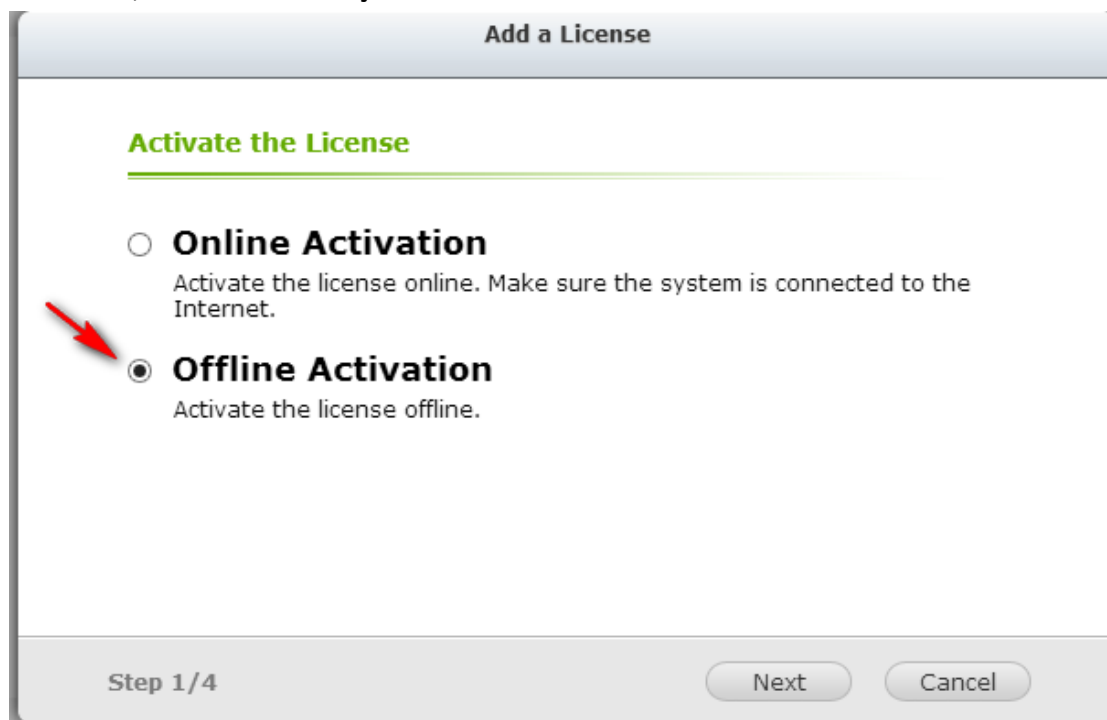 Add a License
Activate the License
Online Activation
Activate the license online. Make sure the system is connected to the
Internet.
Offline Activation
Activate the license offline.
Step 1/4
Next
Cancel